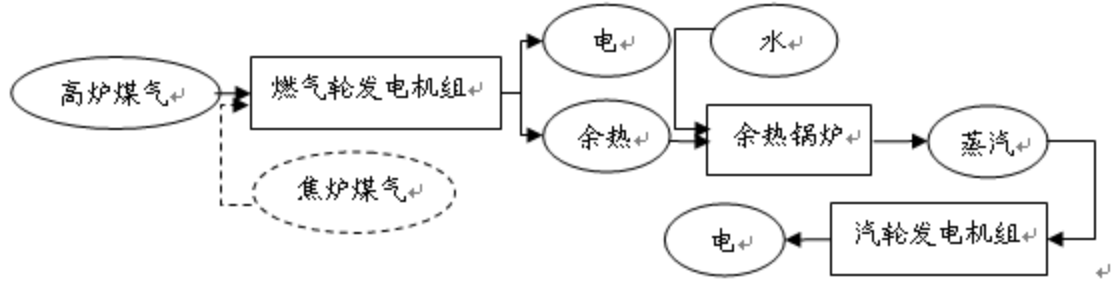 电
水
高炉煤气
燃气轮发电机组
余热
余热锅炉
蒸汽
焦炉煤气
电
汽轮发电机组